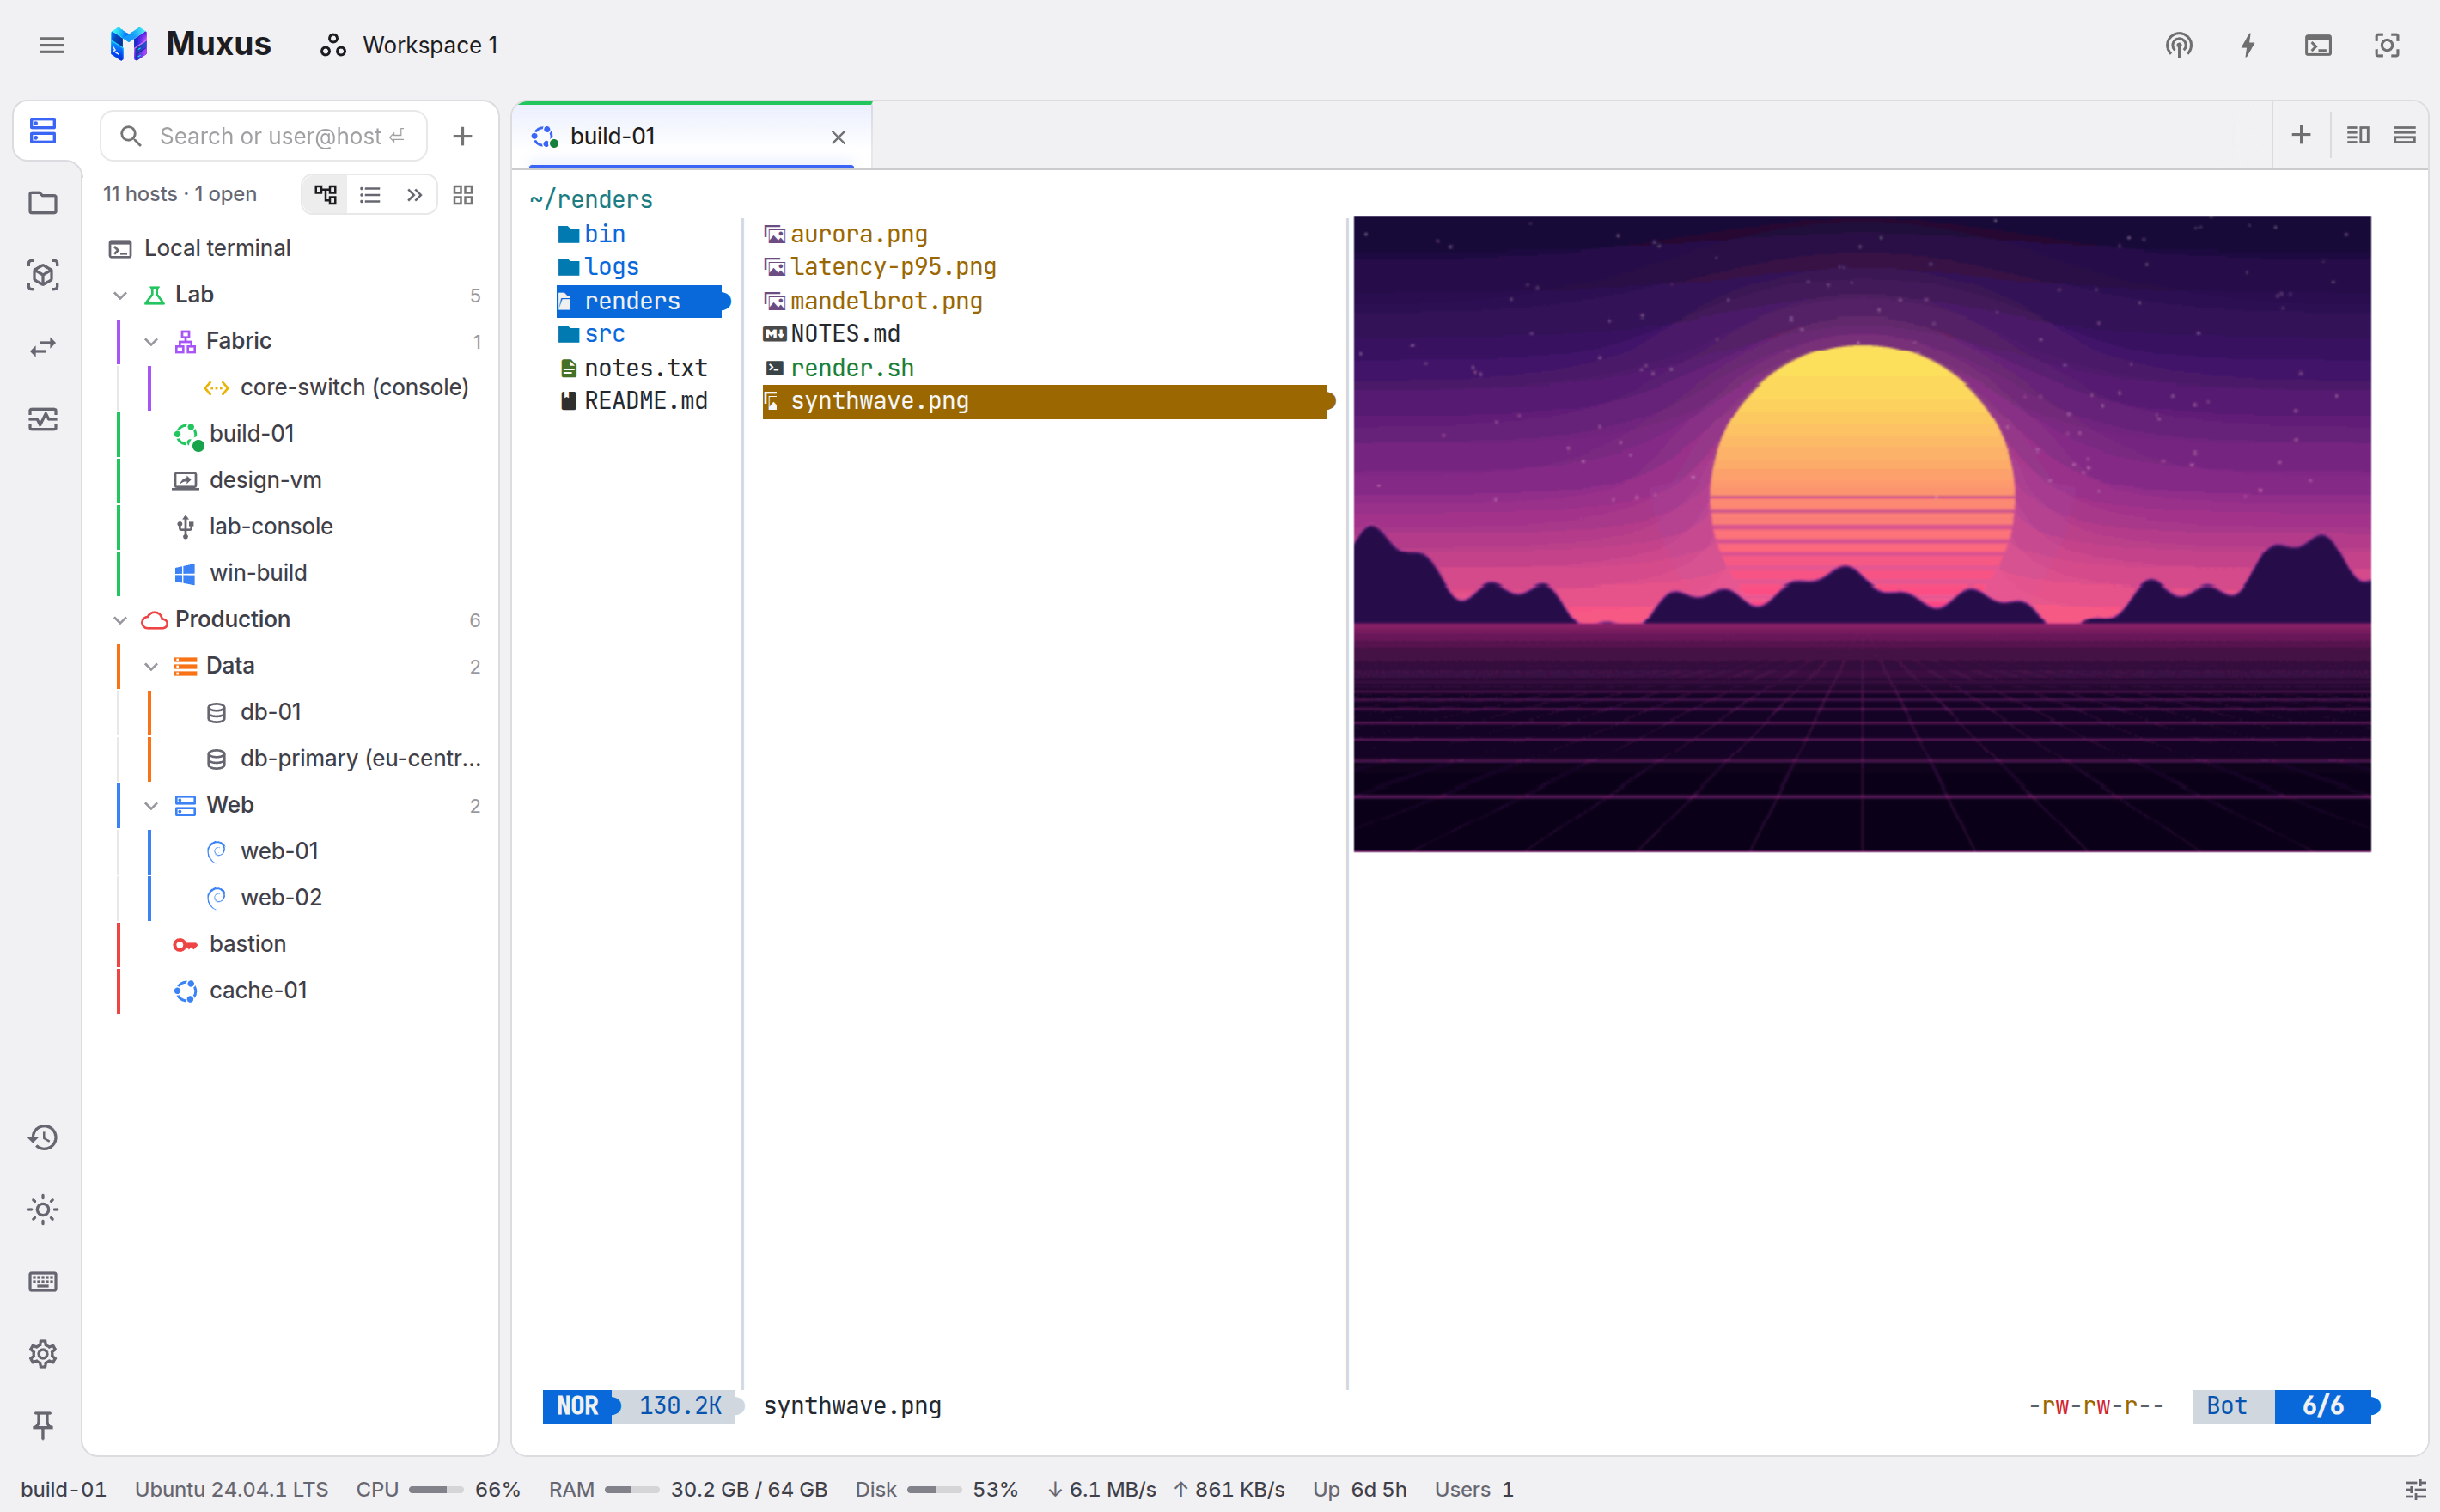 Muxus
Workspace 1
Search or user@host ⏎
11 hosts · 1 open
Local terminal
Lab 5
Fabric 1
core-switch (console)
build-01
design-vm
lab-console
win-build
Production 6
Data 2
db-01
db-primary (eu-centr...
Web 2
web-01
web-02
bastion
cache-01
build-01
~/renders
bin
logs
renders
src
notes.txt
README.md
aurora.png
latency-p95.png
mandelbrot.png
NOTES.md
render.sh
synthwave.png
NOR 130.2K synthwave.png -rw-rw-r-- Bot 6/6
build-01 Ubuntu 24.04.1 LTS CPU 66% RAM 30.2 GB / 64 GB Disk 53% ↓ 6.1 MB/s ↑ 861 KB/s Up 6d 5h Users 1